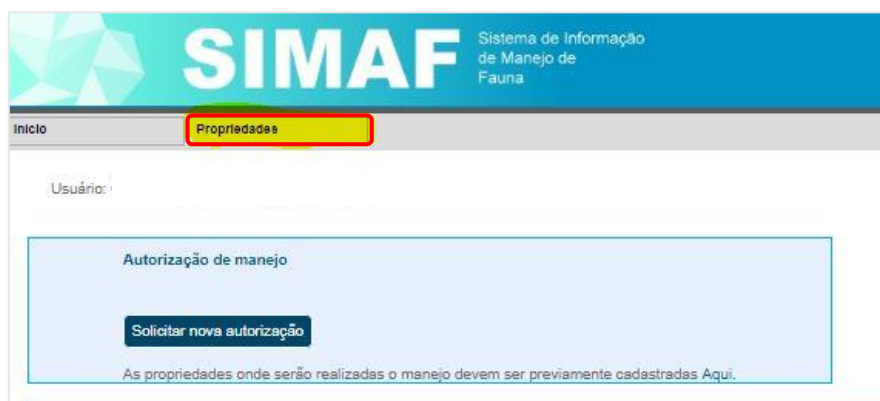 SIMAF
Sistema de Informação
de Manejo de
Fauna
Início
Propriedades
Usuário:
Autorização de manejo
Solicitar nova autorização
As propriedades onde serão realizadas o manejo devem ser previamente cadastradas Aqui.